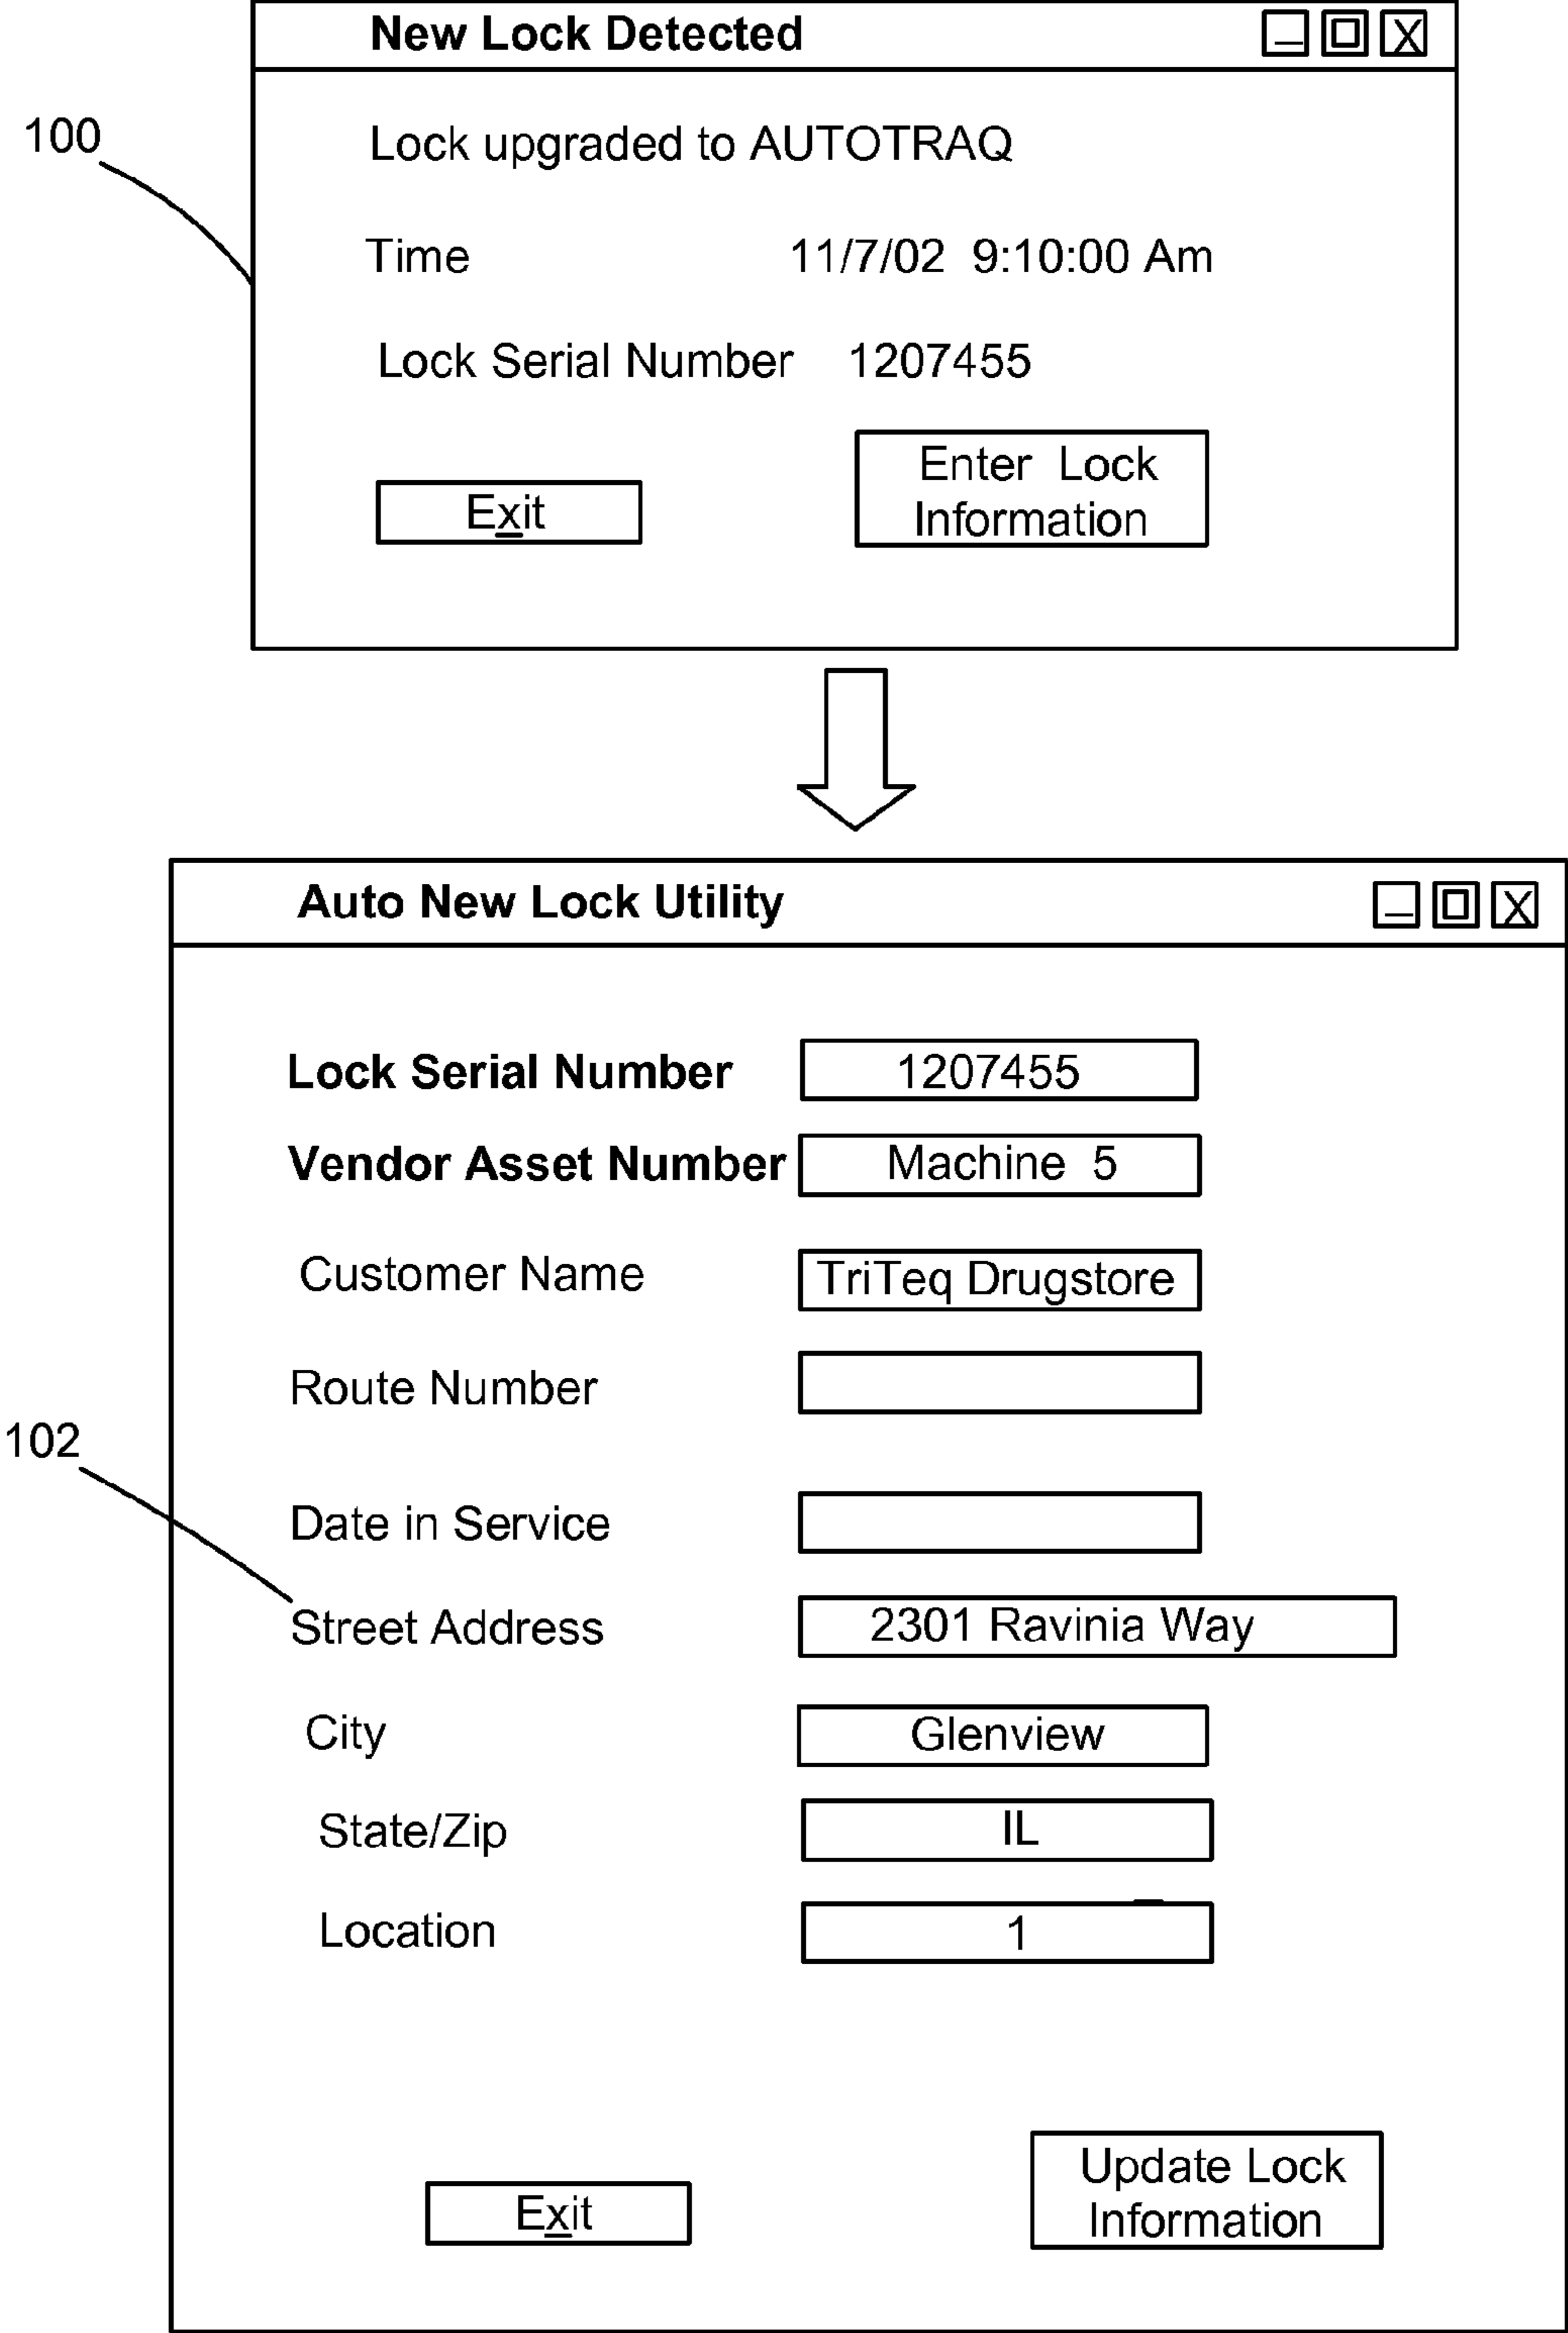 New Lock Detected
100
Lock upgraded to AUTOTRAQ
Time 11/7/02 9:10:00 Am
Lock Serial Number 1207455
Exit
Enter Lock
Information
Auto New Lock Utility
Lock Serial Number 1207455
Vendor Asset Number Machine 5
Customer Name TriTeq Drugstore
Route Number
102
Date in Service
Street Address 2301 Ravinia Way
City Glenview
State/Zip IL
Location 1
Exit
Update Lock
Information